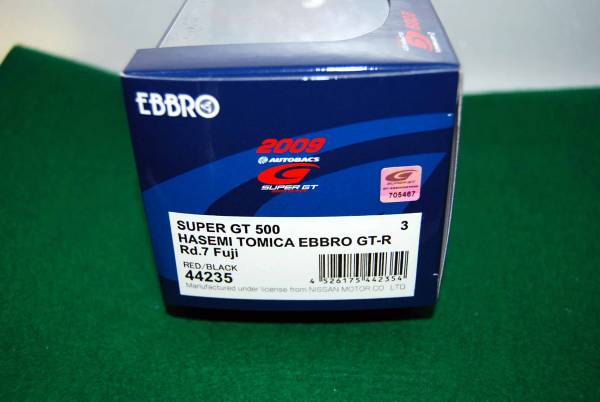 EBBRO
2009
AUTOBACS
SUPER GT
705467
SUPER GT 500 3
HASEMI TOMICA EBBRO GT-R
Rd.7 Fuji
RED/BLACK
44235
4 526175 442354
Manufactured under license from NISSAN MOTOR CO., LTD.